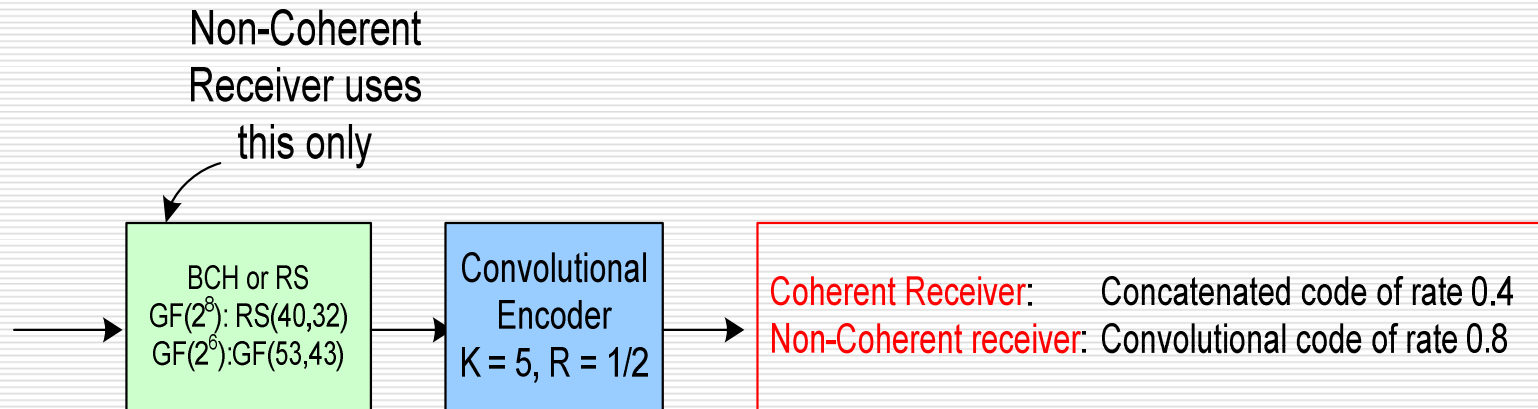 Non-Coherent
Receiver uses
this only
BCH or RS
GF(2⁸): RS(40,32)
GF(2⁶):GF(53,43)
Convolutional
Encoder
K = 5, R = 1/2
Coherent Receiver: Concatenated code of rate 0.4
Non-Coherent receiver: Convolutional code of rate 0.8